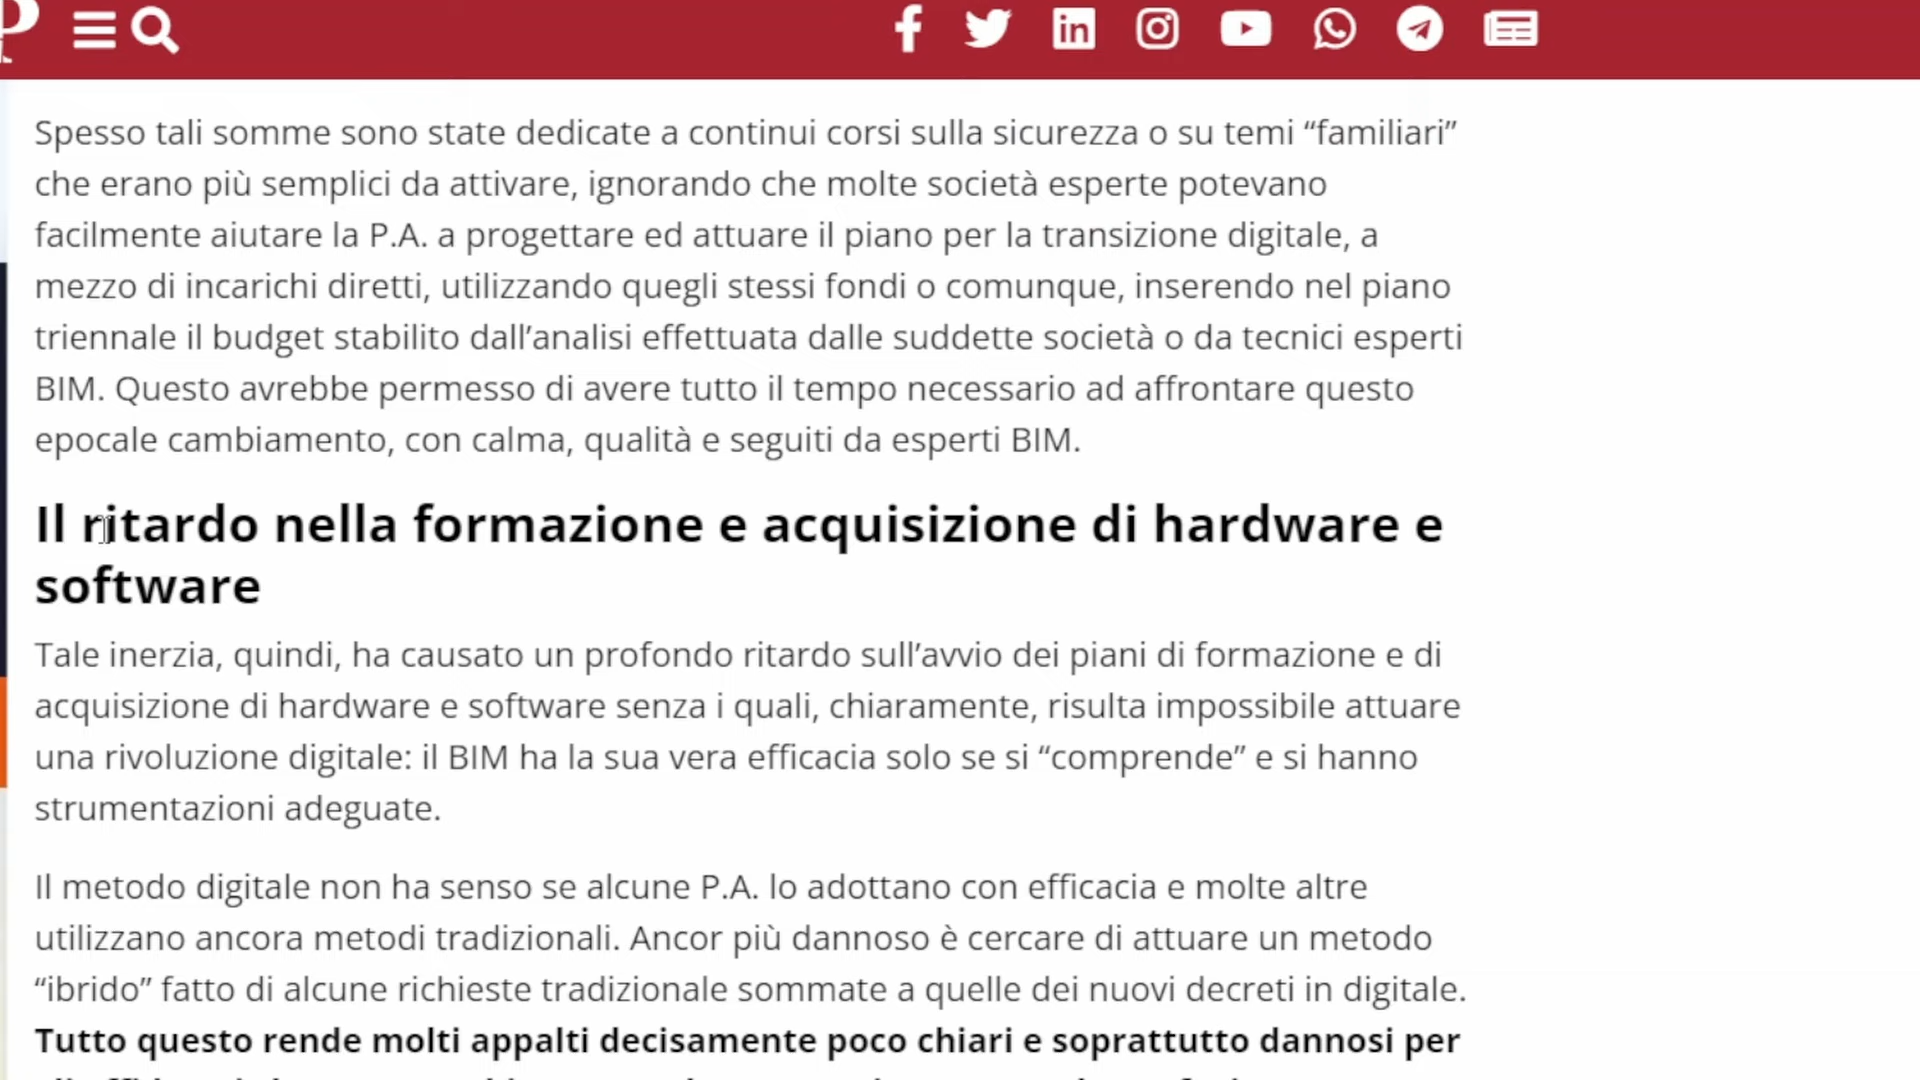 P
Spesso tali somme sono state dedicate a continui corsi sulla sicurezza o su temi “familiari”
che erano più semplici da attivare, ignorando che molte società esperte potevano
facilmente aiutare la P.A. a progettare ed attuare il piano per la transizione digitale, a
mezzo di incarichi diretti, utilizzando quegli stessi fondi o comunque, inserendo nel piano
triennale il budget stabilito dall’analisi effettuata dalle suddette società o da tecnici esperti
BIM. Questo avrebbe permesso di avere tutto il tempo necessario ad affrontare questo
epocale cambiamento, con calma, qualità e seguiti da esperti BIM.
Il ritardo nella formazione e acquisizione di hardware e
software
Tale inerzia, quindi, ha causato un profondo ritardo sull’avvio dei piani di formazione e di
acquisizione di hardware e software senza i quali, chiaramente, risulta impossibile attuare
una rivoluzione digitale: il BIM ha la sua vera efficacia solo se si “comprende” e si hanno
strumentazioni adeguate.
Il metodo digitale non ha senso se alcune P.A. lo adottano con efficacia e molte altre
utilizzano ancora metodi tradizionali. Ancor più dannoso è cercare di attuare un metodo
“ibrido” fatto di alcune richieste tradizionale sommate a quelle dei nuovi decreti in digitale.
Tutto questo rende molti appalti decisamente poco chiari e soprattutto dannosi per